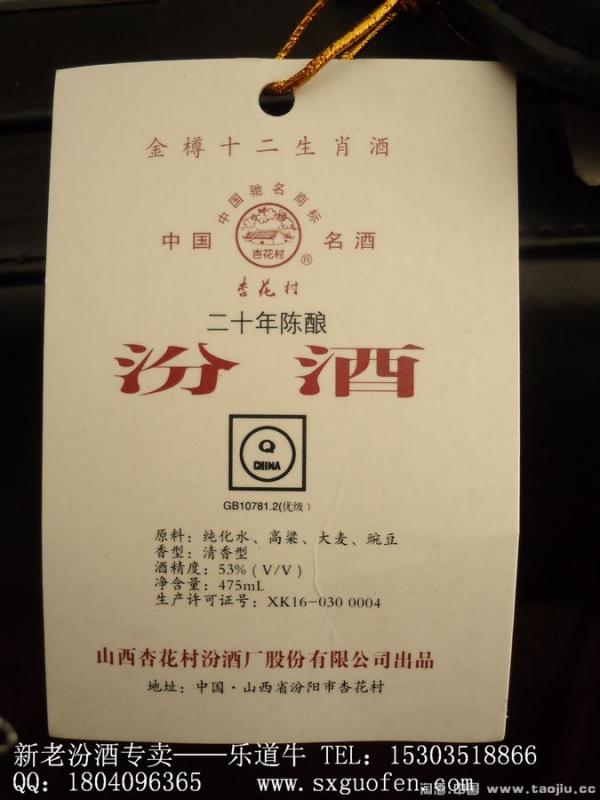 金樽十二生肖酒
中国驰名商标
中国 名酒
杏花村
®
杏花村
二十年陈酿
汾 酒
Q
CHINA
GB10781.2(优级)
原料：纯化水、高粱、大麦、豌豆
香型：清香型
酒精度：53% (V/V)
净含量：475mL
生产许可证号：XK16-030 0004
山西杏花村汾酒厂股份有限公司出品
地址：中国·山西省汾阳市杏花村
新老汾酒专卖——乐道牛 TEL：15303518866
QQ：1804096365 www.sxguofen.com
淘酒·中国 www.taojiu.cc